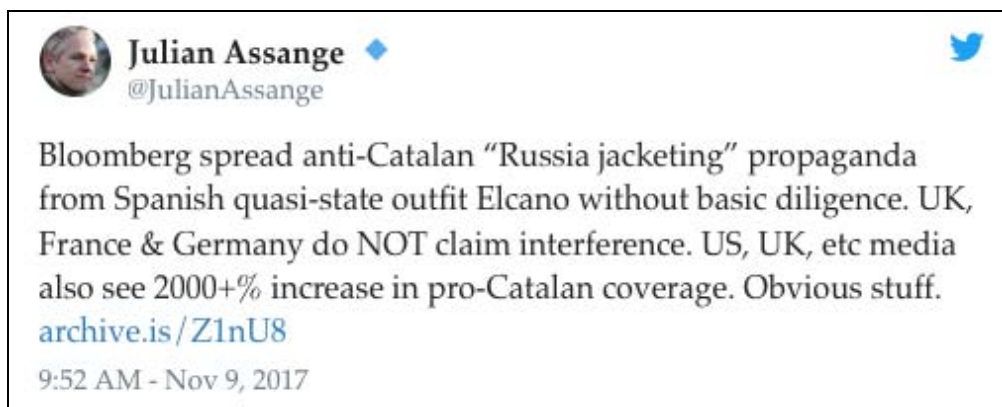 Julian Assange
@JulianAssange
Bloomberg spread anti-Catalan “Russia jacketing” propaganda
from Spanish quasi-state outfit Elcano without basic diligence. UK,
France & Germany do NOT claim interference. US, UK, etc media
also see 2000+% increase in pro-Catalan coverage. Obvious stuff.
archive.is/Z1nU8
9:52 AM - Nov 9, 2017